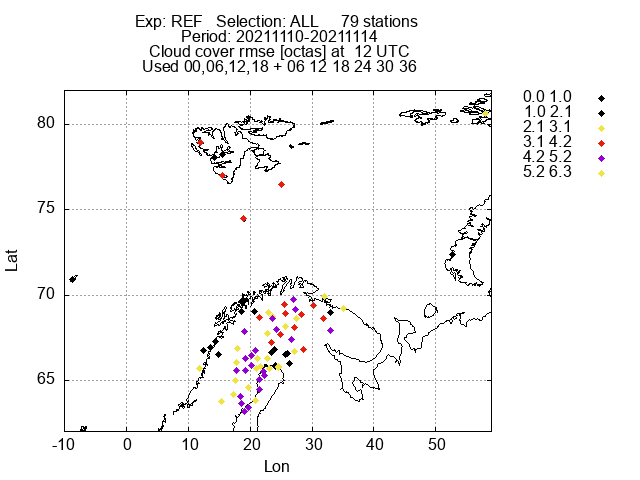 Exp: REF Selection: ALL 79 stations
Period: 20211110-20211114
Cloud cover rmse [octas] at 12 UTC
Used 00,06,12,18 + 06 12 18 24 30 36
0.0 1.0
1.0 2.1
2.1 3.1
3.1 4.2
4.2 5.2
5.2 6.3
80
75
70
65
Lat
-10 0 10 20 30 40 50
Lon